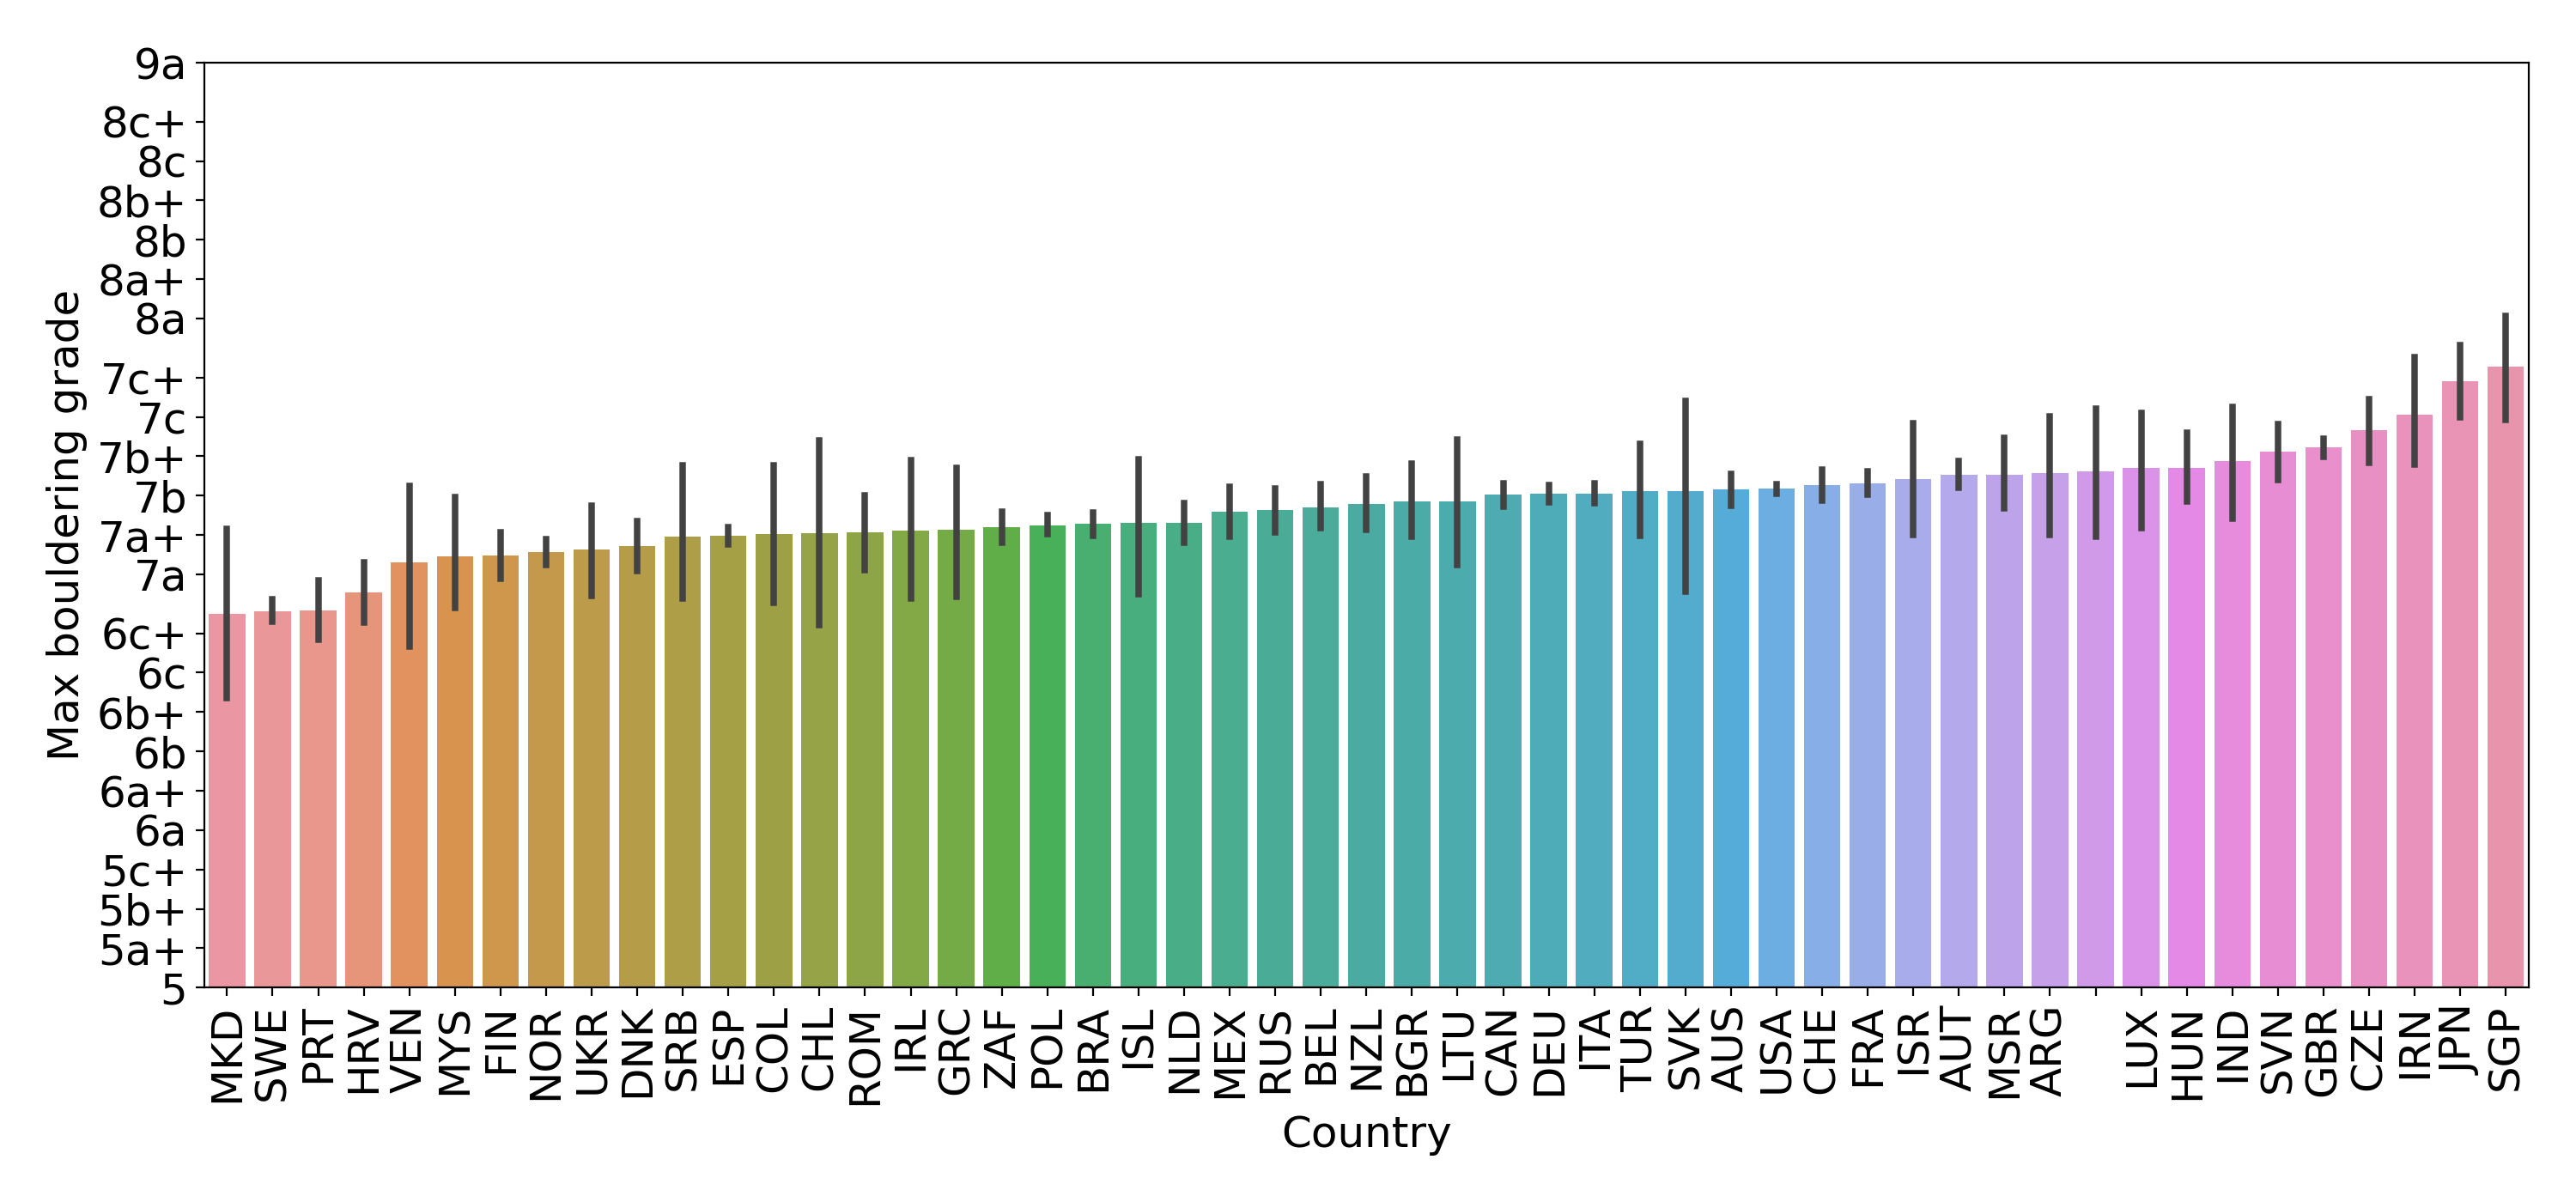 Max bouldering grade
9a
8c+
8c
8b+
8b
8a+
8a
7c+
7c
7b+
7b
7a+
7a
6c+
6c
6b+
6b
6a+
6a
5c+
5b+
5a+
5
MKD
SWE
PRT
HRV
VEN
MYS
FIN
NOR
UKR
DNK
SRB
ESP
COL
CHL
ROM
IRL
GRC
ZAF
POL
BRA
ISL
NLD
MEX
RUS
BEL
NZL
BGR
LTU
CAN
DEU
ITA
TUR
SVK
AUS
USA
CHE
FRA
ISR
AUT
MSR
ARG
LUX
HUN
IND
SVN
GBR
CZE
IRN
JPN
SGP
Country